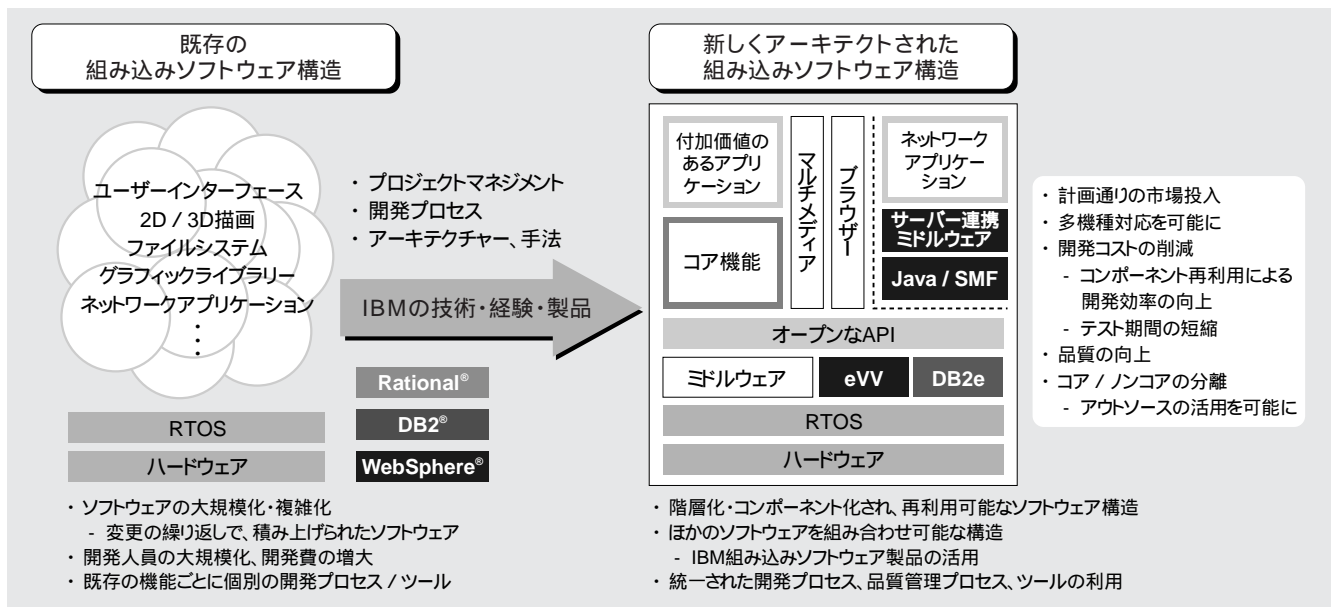 既存の
組み込みソフトウェア構造
ユーザーインターフェース
2D / 3D描画
ファイルシステム
グラフィックライブラリー
ネットワークアプリケーション
・
・
・
RTOS
ハードウェア
・ ソフトウェアの大規模化・複雑化
- 変更の繰り返しで、積み上げられたソフトウェア
・ 開発人員の大規模化、開発費の増大
・ 既存の機能ごとに個別の開発プロセス / ツール
・ プロジェクトマネジメント
・ 開発プロセス
・ アーキテクチャー、手法
IBMの技術・経験・製品
Rational®
DB2®
WebSphere®
新しくアーキテクトされた
組み込みソフトウェア構造
付加価値の
あるアプリ
ケーション
コア機能
マルチメディア
ブラウザー
ネットワーク
アプリケー
ション
サーバー連携
ミドルウェア
Java / SMF
オープンなAPI
ミドルウェア
eVV
DB2e
RTOS
ハードウェア
・ 階層化・コンポーネント化され、再利用可能なソフトウェア構造
・ ほかのソフトウェアを組み合わせ可能な構造
- IBM組み込みソフトウェア製品の活用
・ 統一された開発プロセス、品質管理プロセス、ツールの利用
・ 計画通りの市場投入
・ 多機種対応を可能に
・ 開発コストの削減
- コンポーネント再利用による
開発効率の向上
- テスト期間の短縮
・ 品質の向上
・ コア / ノンコアの分離
- アウトソースの活用を可能に